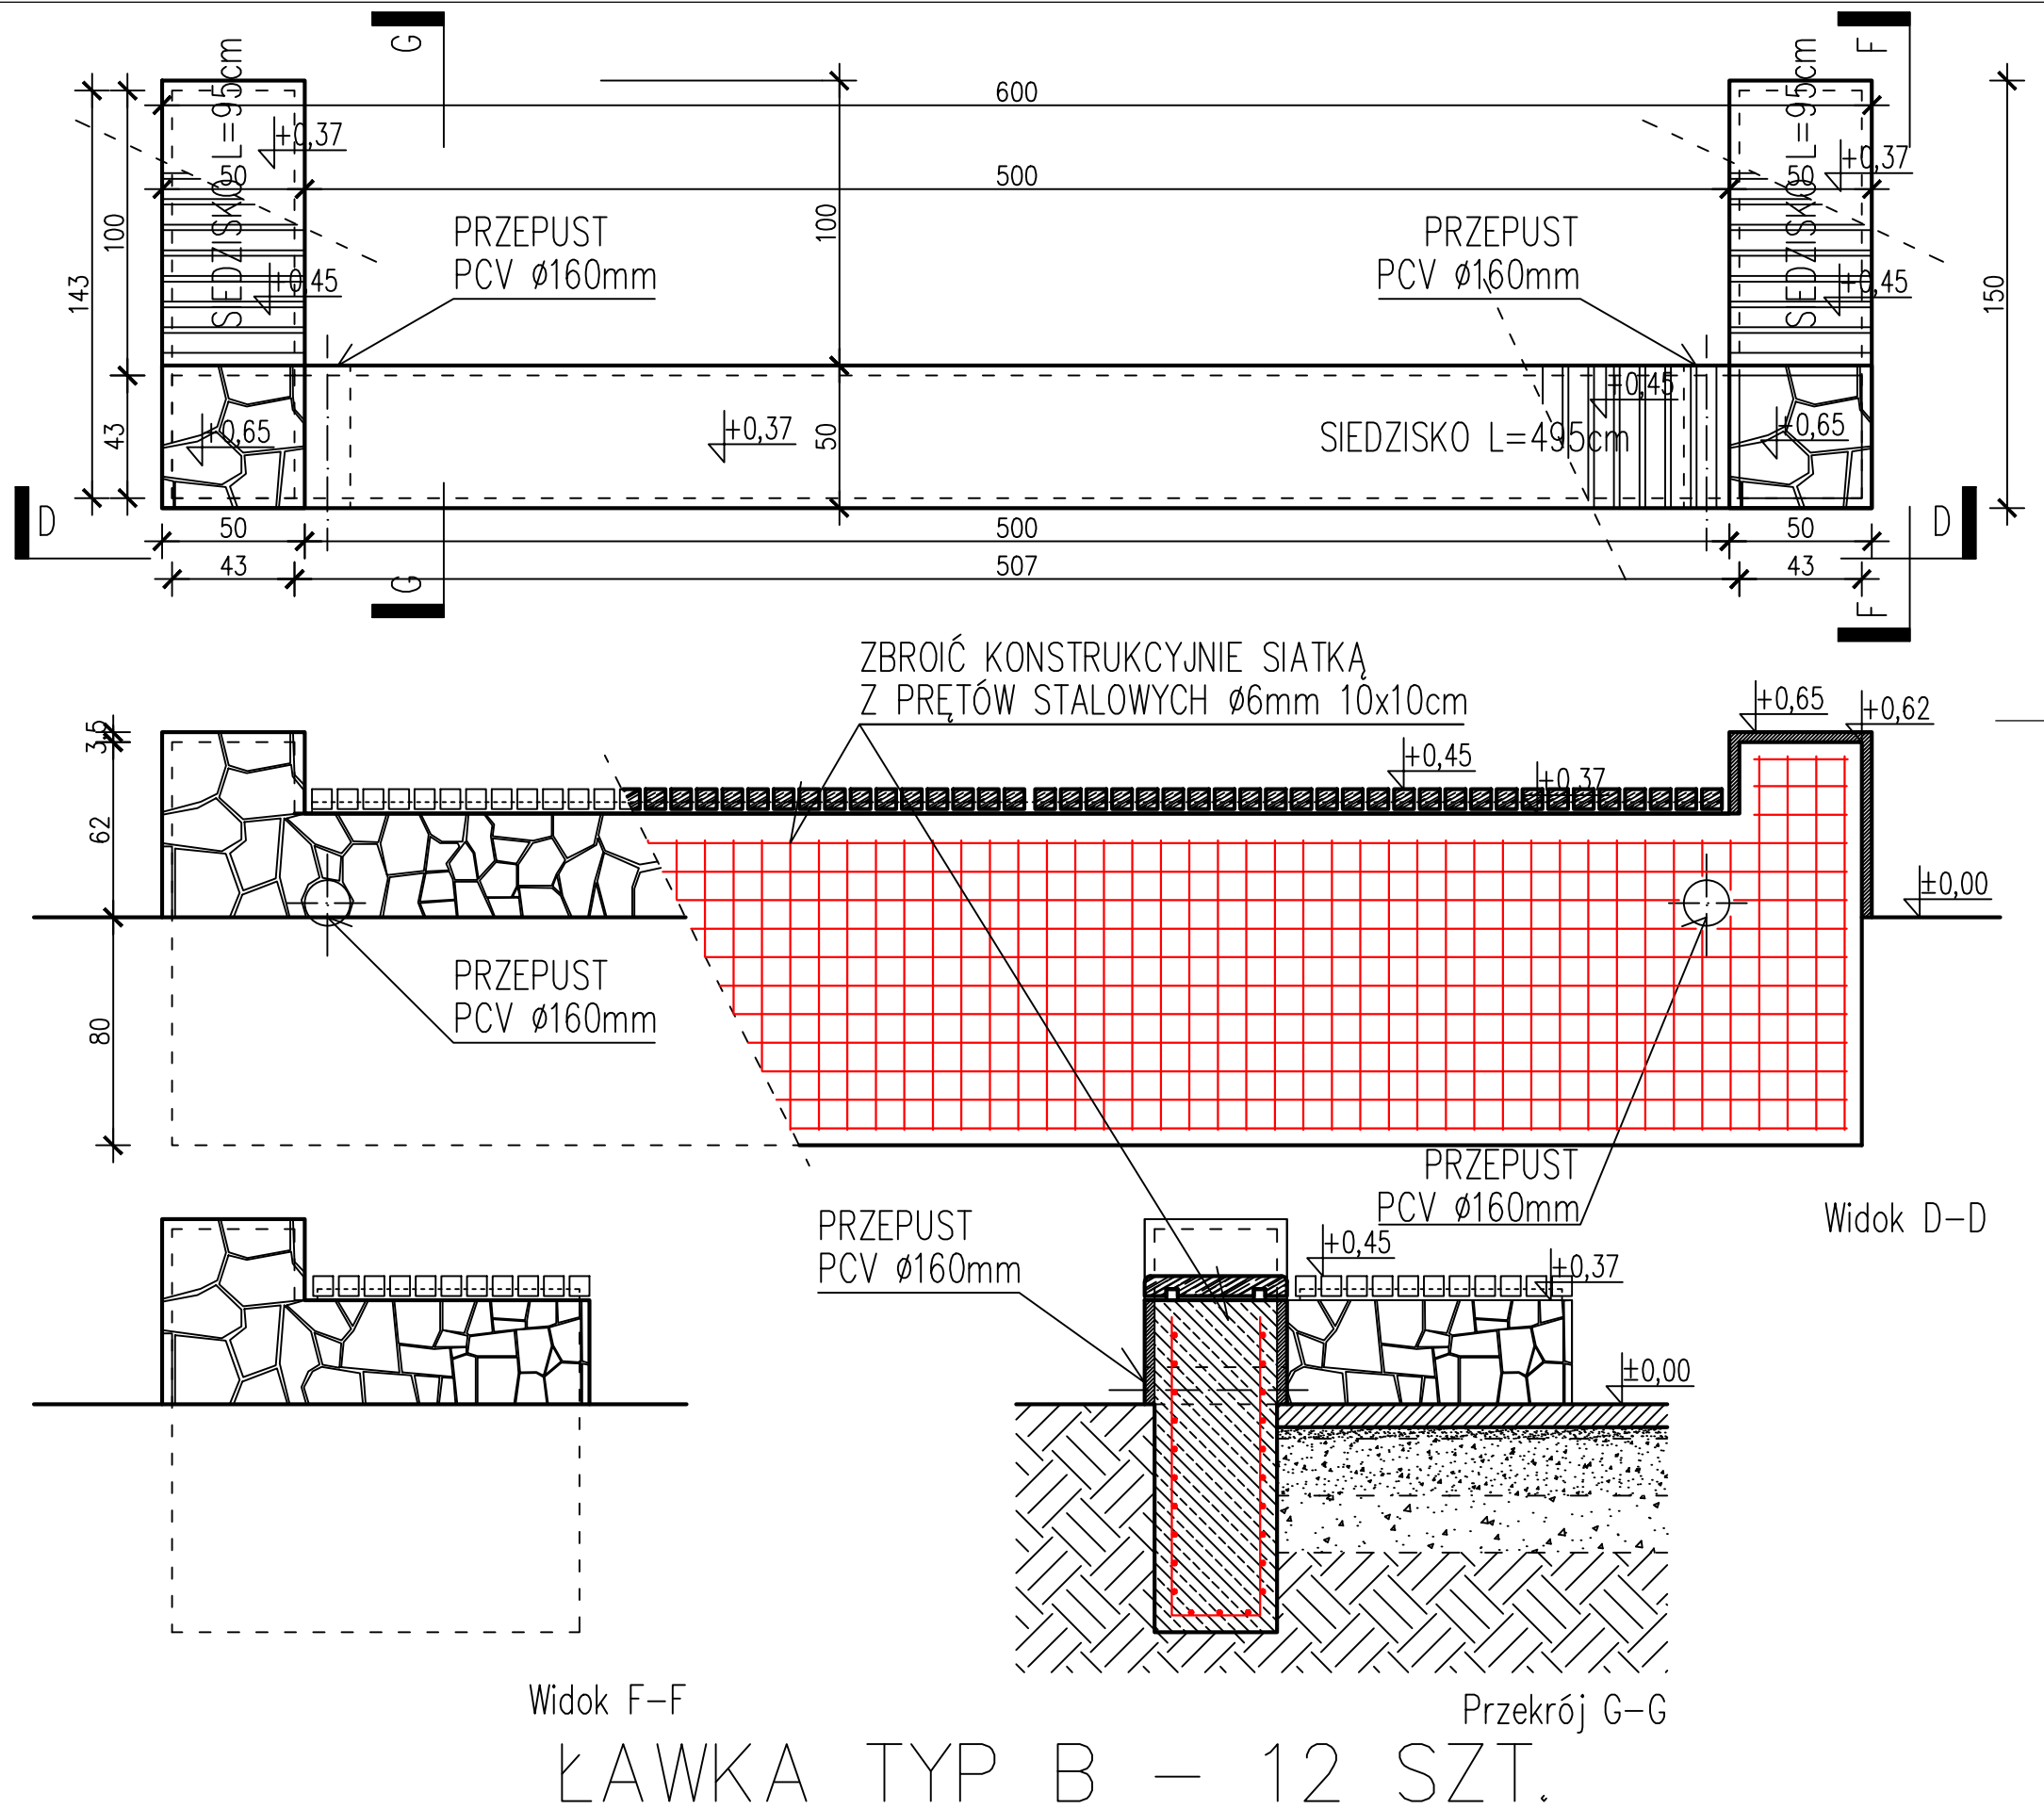 G
F
SIEDZISKO L=95cm
SIEDZISKO L=95cm
600
+0,37
+0,37
50
500
50
143
100
100
150
PRZEPUST
PCV ø160mm
PRZEPUST
PCV ø160mm
+0,45
+0,45
+0,45
43
+0,65
+0,37
50
SIEDZISKO L=495cm
+0,65
D
D
50
500
50
43
507
43
G
F
ZBROIĆ KONSTRUKCYJNIE SIATKĄ
Z PRĘTÓW STALOWYCH ø6mm 10x10cm
+0,65
+0,62
3,5
+0,45
+0,37
62
±0,00
PRZEPUST
PCV ø160mm
80
PRZEPUST
PCV ø160mm
Widok D-D
PRZEPUST
PCV ø160mm
+0,45
+0,37
±0,00
Widok F-F
Przekrój G-G
ŁAWKA TYP B - 12 SZT.